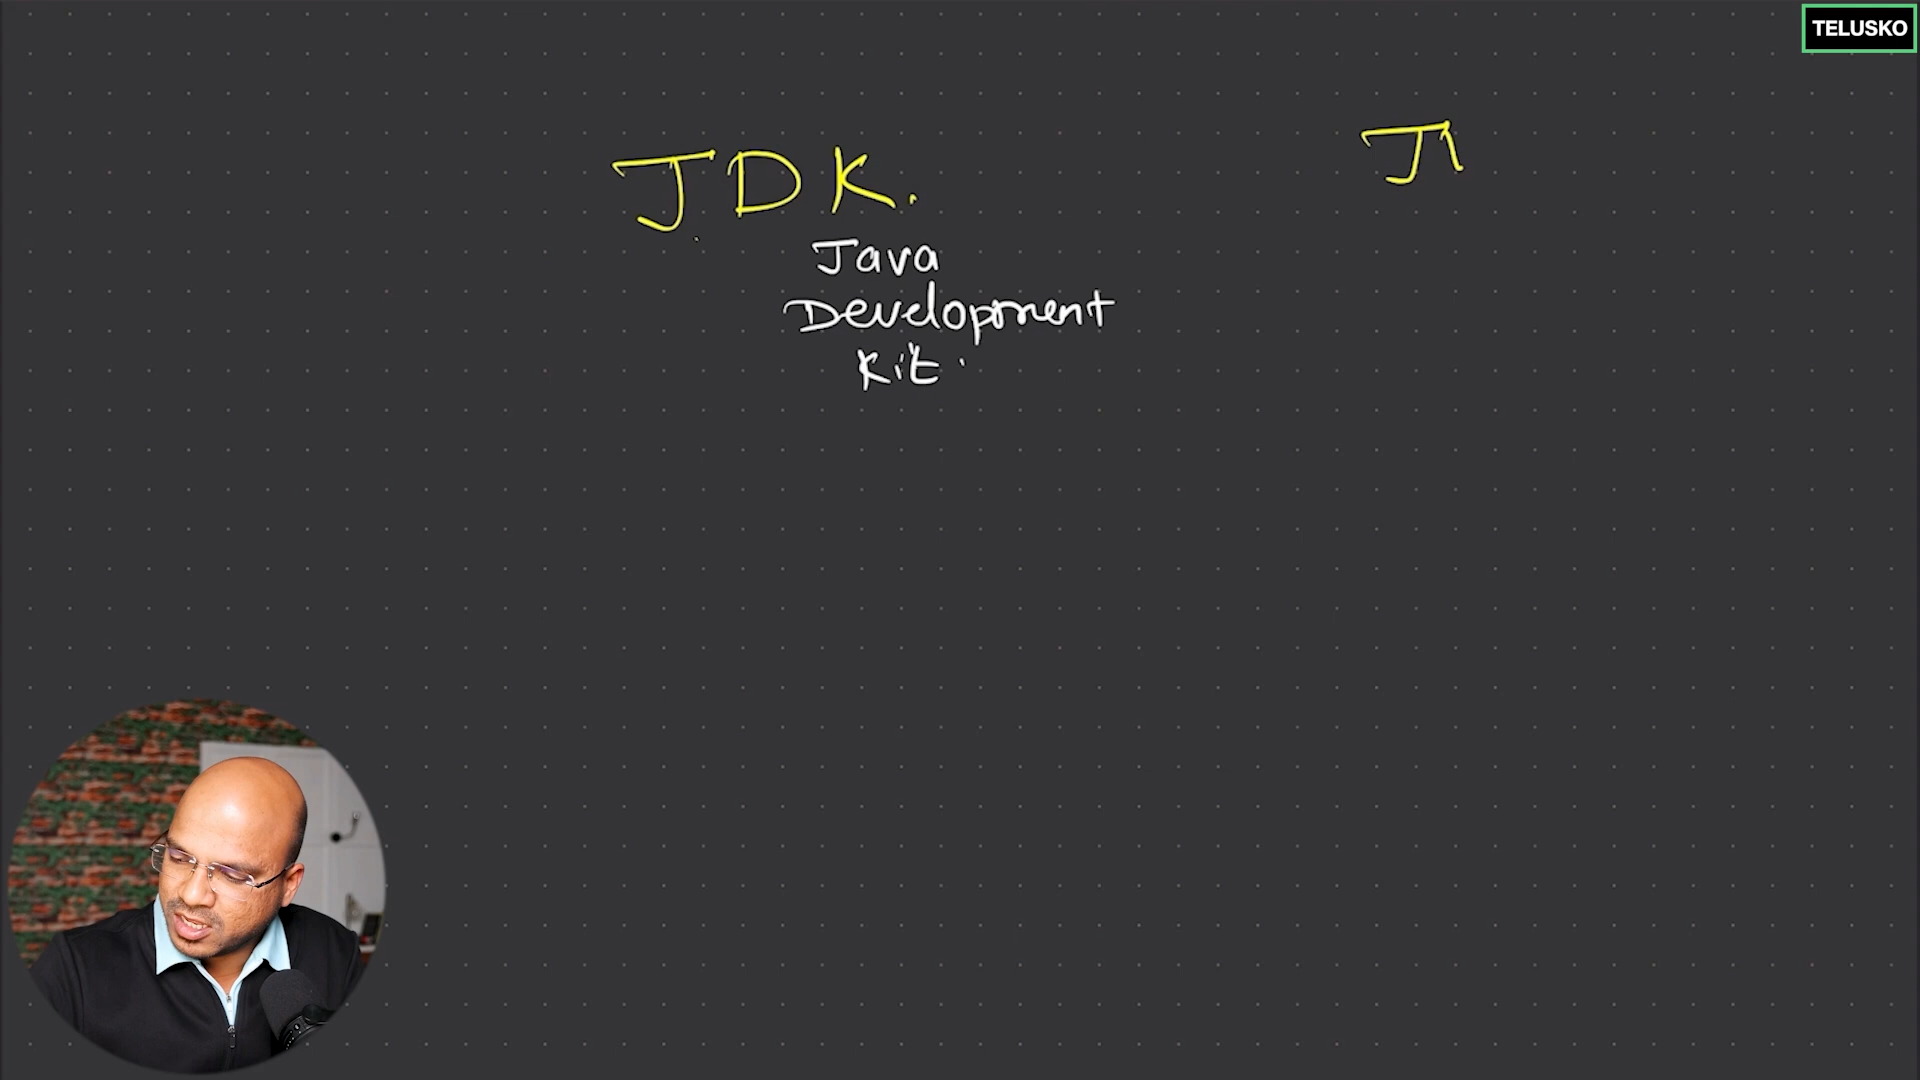 TELUSKO
JDK.
J
Java
Development
Kit.